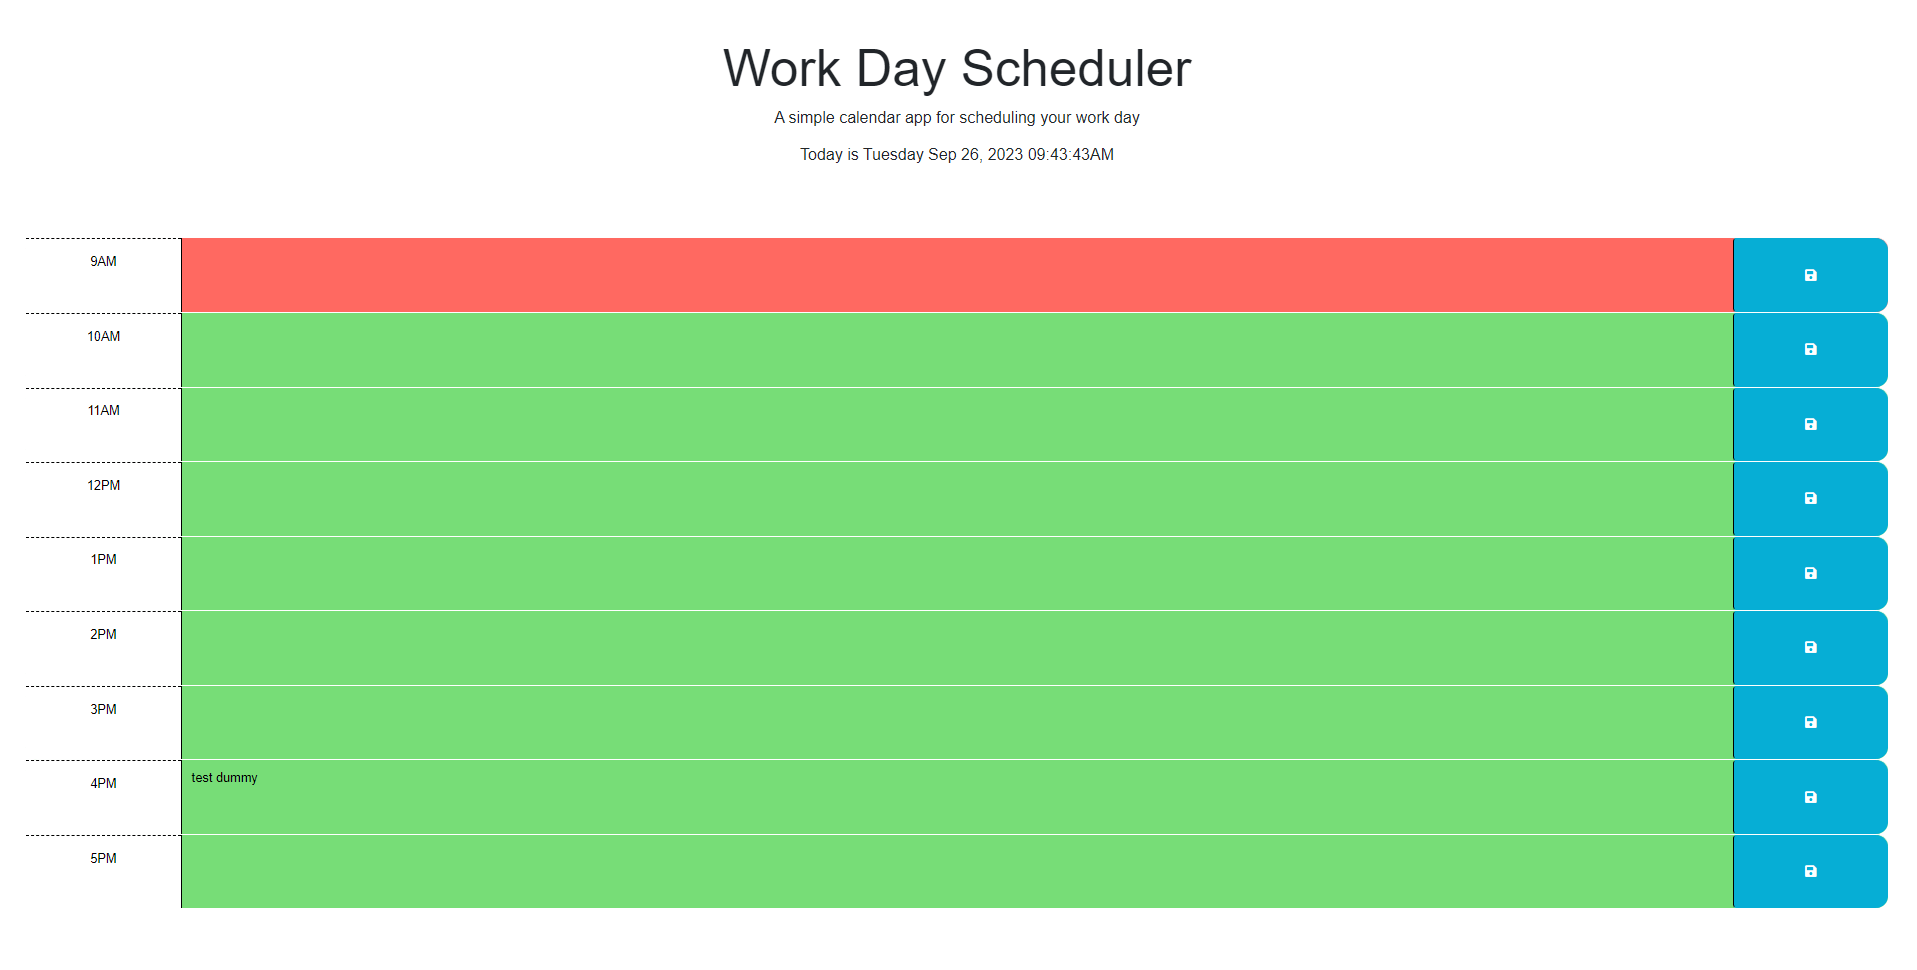 Work Day Scheduler
A simple calendar app for scheduling your work day
Today is Tuesday Sep 26, 2023 09:43:43AM
9AM
10AM
11AM
12PM
1PM
2PM
3PM
4PM
test dummy
5PM